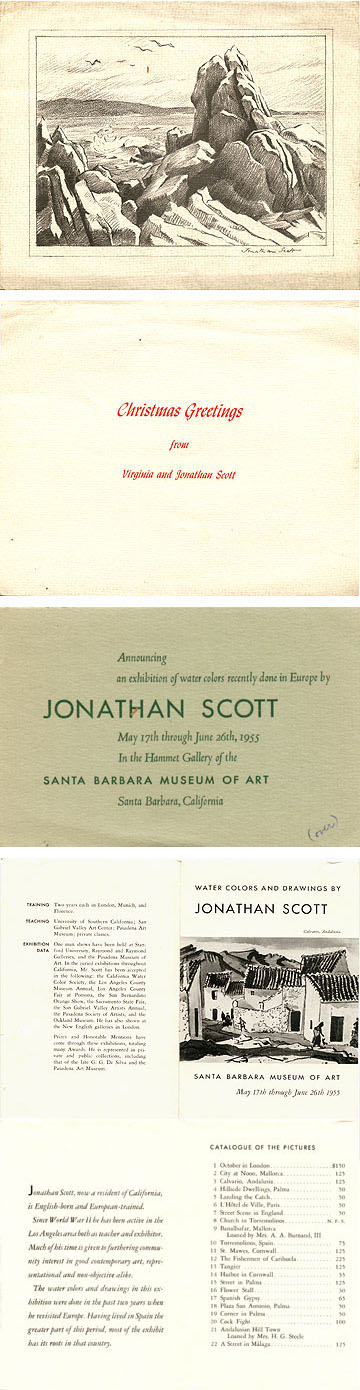 Jonathan Scott
Christmas Greetings
from
Virginia and Jonathan Scott
Announcing
an exhibition of water colors recently done in Europe by
JONATHAN SCOTT
May 17th through June 26th, 1955
In the Hammet Gallery of the
SANTA BARBARA MUSEUM OF ART
Santa Barbara, California
(over)
TRAINING Two years each in London, Munich, and
Florence.
TEACHING University of Southern California; San
Gabriel Valley Art Center; Pasadena Art
Museum; private classes.
EXHIBITION DATA One man shows have been held at Stan-
ford University, Raymond and Raymond
Galleries, and the Pasadena Museum of
Art. In the juried exhibitions throughout
California, Mr. Scott has been accepted
in the following: the California Water
Color Society, the Los Angeles County
Museum Annual, Los Angeles County
Fair at Pomona, the San Bernardino
Orange Show, the Sacramento State Fair,
the San Gabriel Valley Artists Annual,
the Pasadena Society of Artists, and the
Oakland Museum. He has also shown at
the New English galleries in London.
Prizes and Honorable Mentions have
come through these exhibitions, totaling
many Awards. He is represented in pri-
vate and public collections, including
that of the late G. G. De Silva and the
Pasadena Art Museum.
WATER COLORS AND DRAWINGS BY
JONATHAN SCOTT
Calvario, Andalusia
SANTA BARBARA MUSEUM OF ART
May 17th through June 26th 1955
Jonathan Scott, now a resident of California,
is English-born and European-trained.
Since World War II he has been active in the
Los Angeles area both as teacher and exhibitor.
Much of his time is given to furthering commu-
nity interest in good contemporary art, repre-
sentational and non-objective alike.
The water colors and drawings in this ex-
hibition were done in the past two years when
he revisited Europe. Having lived in Spain the
greater part of this period, most of the exhibit
has its roots in that country.
CATALOGUE OF THE PICTURES
1 October in London $150
2 City at Noon, Mallorca 125
3 Calvario, Andalusia 125
4 Hillside Dwellings, Palma 50
5 Landing the Catch 50
6 L'Hôtel de Ville, Paris 50
7 Street Scene in England 50
8 Church in Torremolinos N.F.S.
9 Banalbufar, Mallorca
Loaned by Mrs. A. A. Burnand, III
10 Torremolinos, Spain 75
11 St. Mawes, Cornwall 125
12 The Fishermen of Carihuela 125
13 Tangier 125
14 Harbor in Cornwall 35
15 Street in Palma 125
16 Flower Stall 50
17 Spanish Gypsy 65
18 Plaza San Antonio, Palma 50
19 Corner in Palma 50
20 Cock Fight 100
21 Andalusian Hill Town
Loaned by Mrs. H. G. Steele
22 A Street in Málaga 125